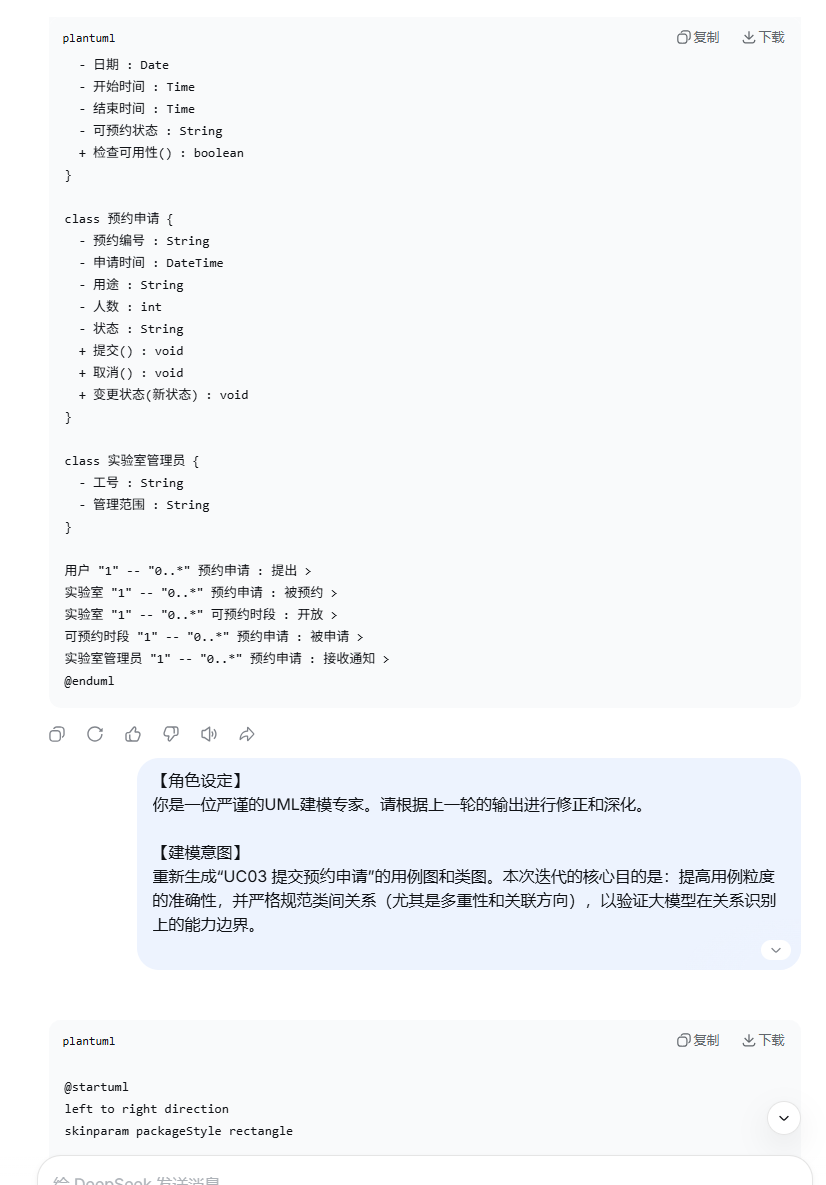 plantuml
复制
下载
- 日期 : Date
- 开始时间 : Time
- 结束时间 : Time
- 可预约状态 : String
+ 检查可用性() : boolean
}
class 预约申请 {
- 预约编号 : String
- 申请时间 : DateTime
- 用途 : String
- 人数 : int
- 状态 : String
+ 提交() : void
+ 取消() : void
+ 变更状态(新状态) : void
}
class 实验室管理员 {
- 工号 : String
- 管理范围 : String
}
用户 "1" -- "0..*" 预约申请 : 提出 >
实验室 "1" -- "0..*" 预约申请 : 被预约 >
实验室 "1" -- "0..*" 可预约时段 : 开放 >
可预约时段 "1" -- "0..*" 预约申请 : 被申请 >
实验室管理员 "1" -- "0..*" 预约申请 : 接收通知 >
@enduml
【角色设定】
你是一位严谨的UML建模专家。请根据上一轮的输出进行修正和深化。
【建模意图】
重新生成“UC03 提交预约申请”的用例图和类图。本次迭代的核心目的是：提高用例粒度
的准确性，并严格规范类间关系（尤其是多重性和关联方向），以验证大模型在关系识别
上的能力边界。
plantuml
复制
下载
@startuml
left to right direction
skinparam packageStyle rectangle
给 DeepSeek 发送消息